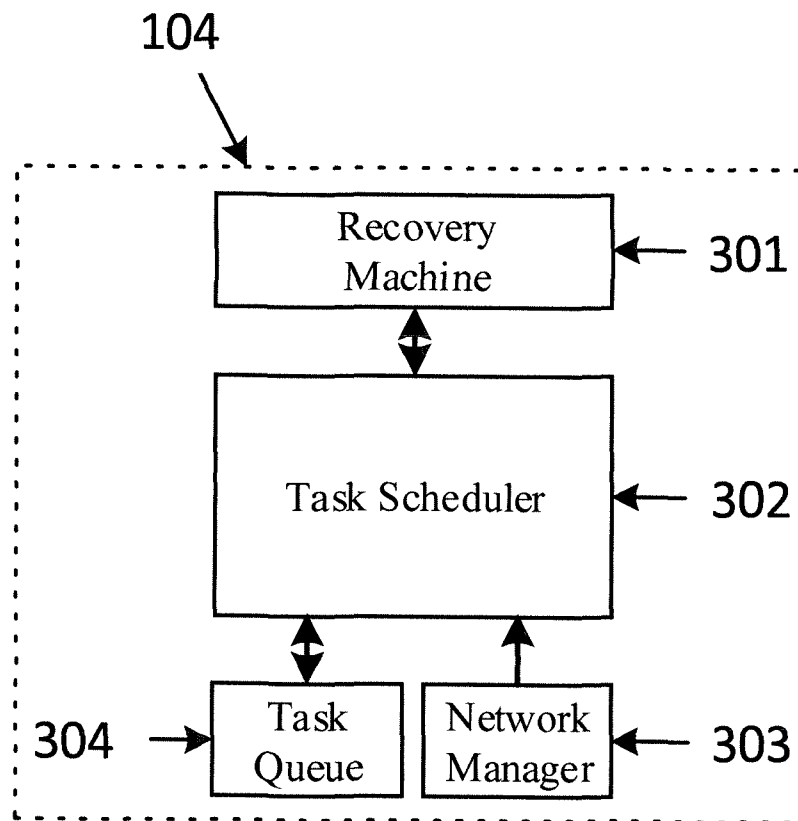 104
Recovery
Machine
301
Task Scheduler
302
304
Task
Queue
Network
Manager
303